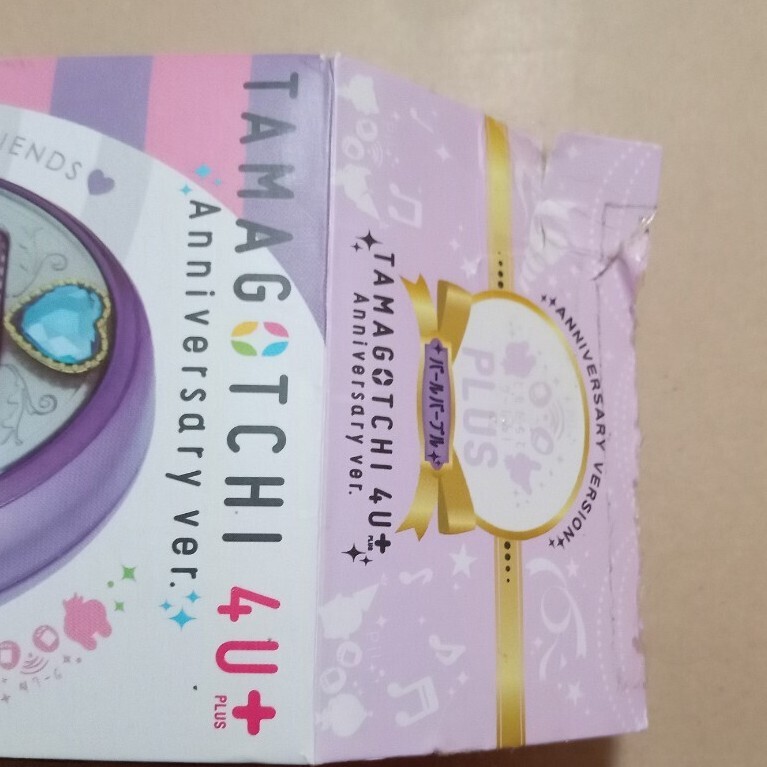 IENDS
TAMAGOTCHI 4U+
PLUS
Anniversary ver.
TAMAGOTCHI 4U+
PLUS
Anniversary ver.
パールパープル
PLUS
ANNIVERSARY VERSION